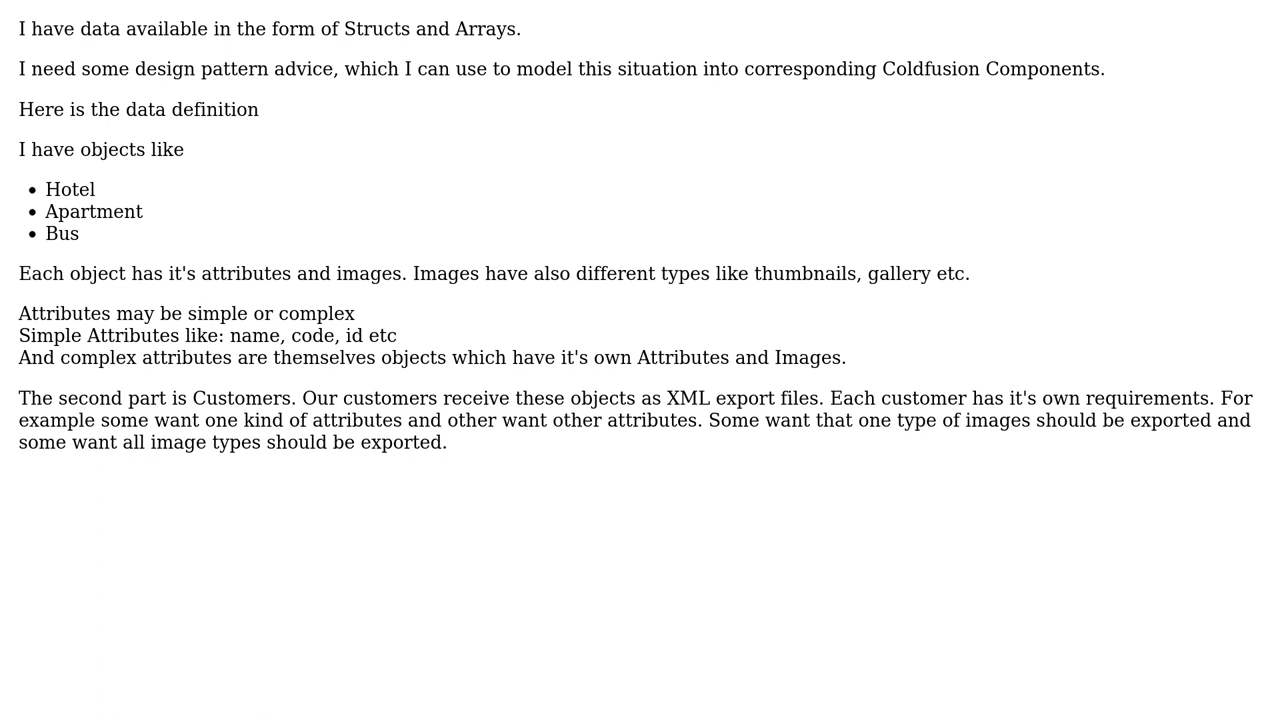 I have data available in the form of Structs and Arrays.
I need some design pattern advice, which I can use to model this situation into corresponding Coldfusion Components.
Here is the data definition
I have objects like
• Hotel
• Apartment
• Bus
Each object has it's attributes and images. Images have also different types like thumbnails, gallery etc.
Attributes may be simple or complex
Simple Attributes like: name, code, id etc
And complex attributes are themselves objects which have it's own Attributes and Images.
The second part is Customers. Our customers receive these objects as XML export files. Each customer has it's own requirements. For
example some want one kind of attributes and other want other attributes. Some want that one type of images should be exported and
some want all image types should be exported.